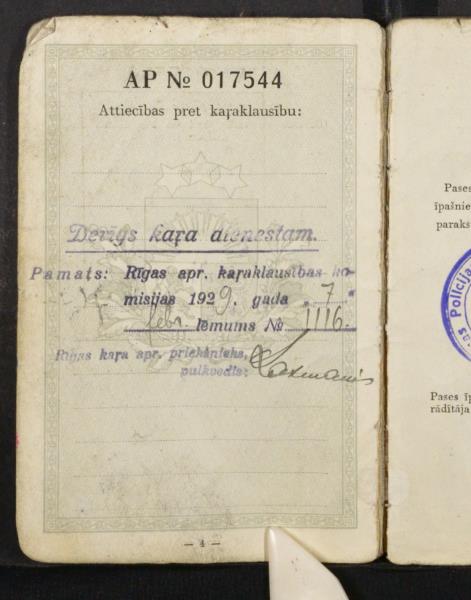 AP № 017544
Attiecības pret kaŗaklausību:
Derīgs kaŗa dienestam.
Pamats: Rīgas apr. kaŗaklausības ko-
misijas 1929. gada "7"
febr. lēmums № 1116.
Rīgas kaŗa apr. priekšnieks,
pulkvedis:
— 4 —
Pases
īpašnie
paraks
Policija
Pases īp
rādītāja